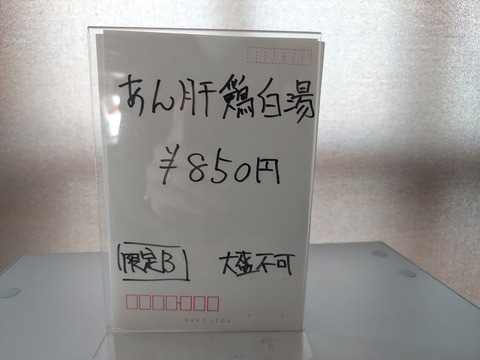 あん肝鶏白湯
¥850円
限定B 大盛不可